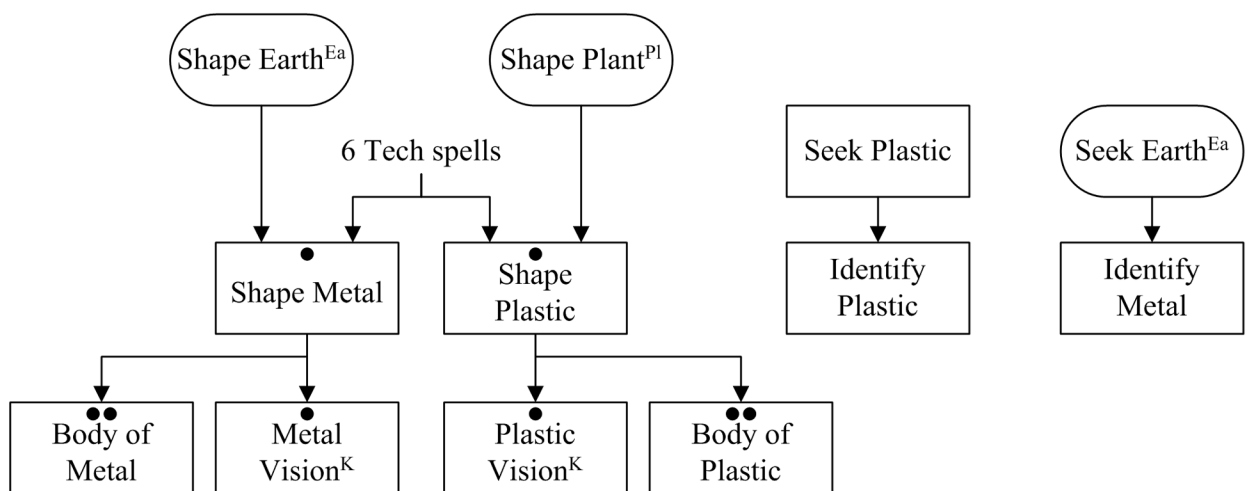 Shape Earth^Ea
Shape Plant^Pl
6 Tech spells
Seek Plastic
Seek Earth^Ea
Shape Metal
Shape
Plastic
Identify
Plastic
Identify
Metal
Body of
Metal
Metal
Vision^K
Plastic
Vision^K
Body of
Plastic